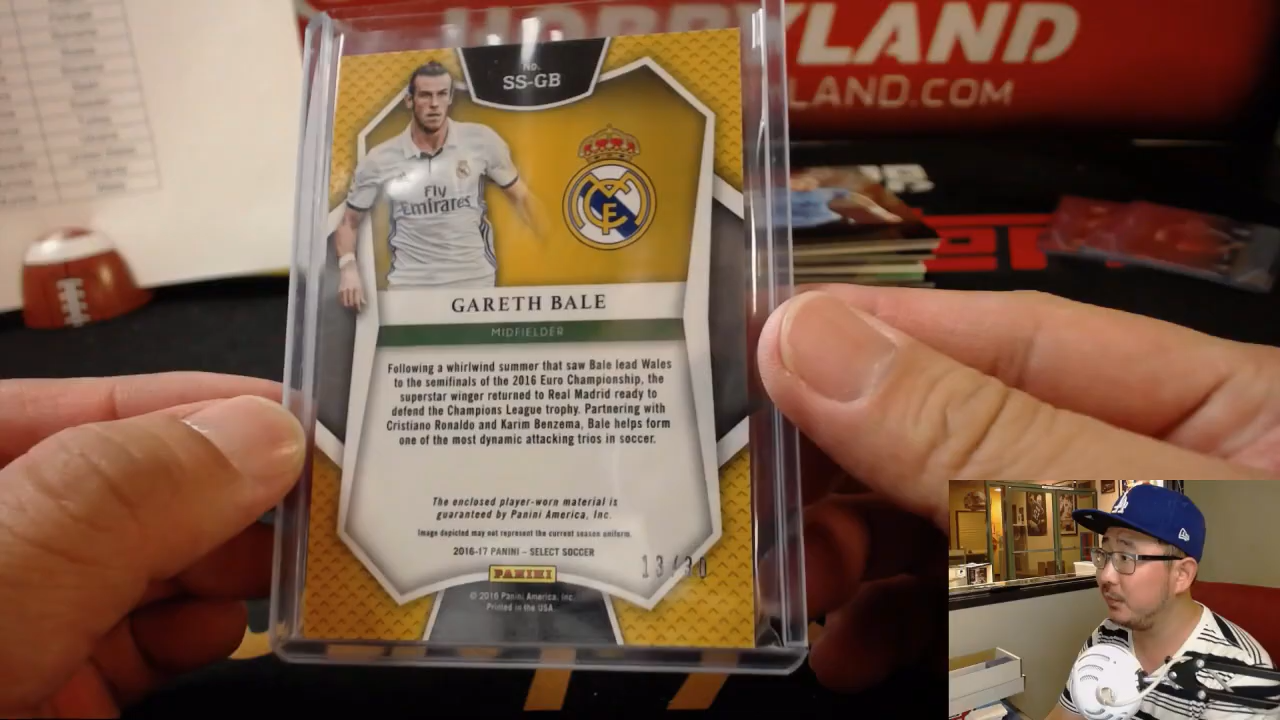 HOBBYLAND
LAND.COM
No.
SS-GB
Fly
Emirates
GARETH BALE
MIDFIELDER
Following a whirlwind summer that saw Bale lead Wales
to the semifinals of the 2016 Euro Championship, the
superstar winger returned to Real Madrid ready to
defend the Champions League trophy. Partnering with
Cristiano Ronaldo and Karim Benzema, Bale helps form
one of the most dynamic attacking trios in soccer.
The enclosed player-worn material is
guaranteed by Panini America, Inc.
Image depicted may not represent the current season uniform.
2016-17 PANINI – SELECT SOCCER
13/30
PANINI
© 2016 Panini America, Inc.
Printed in the USA.
LA